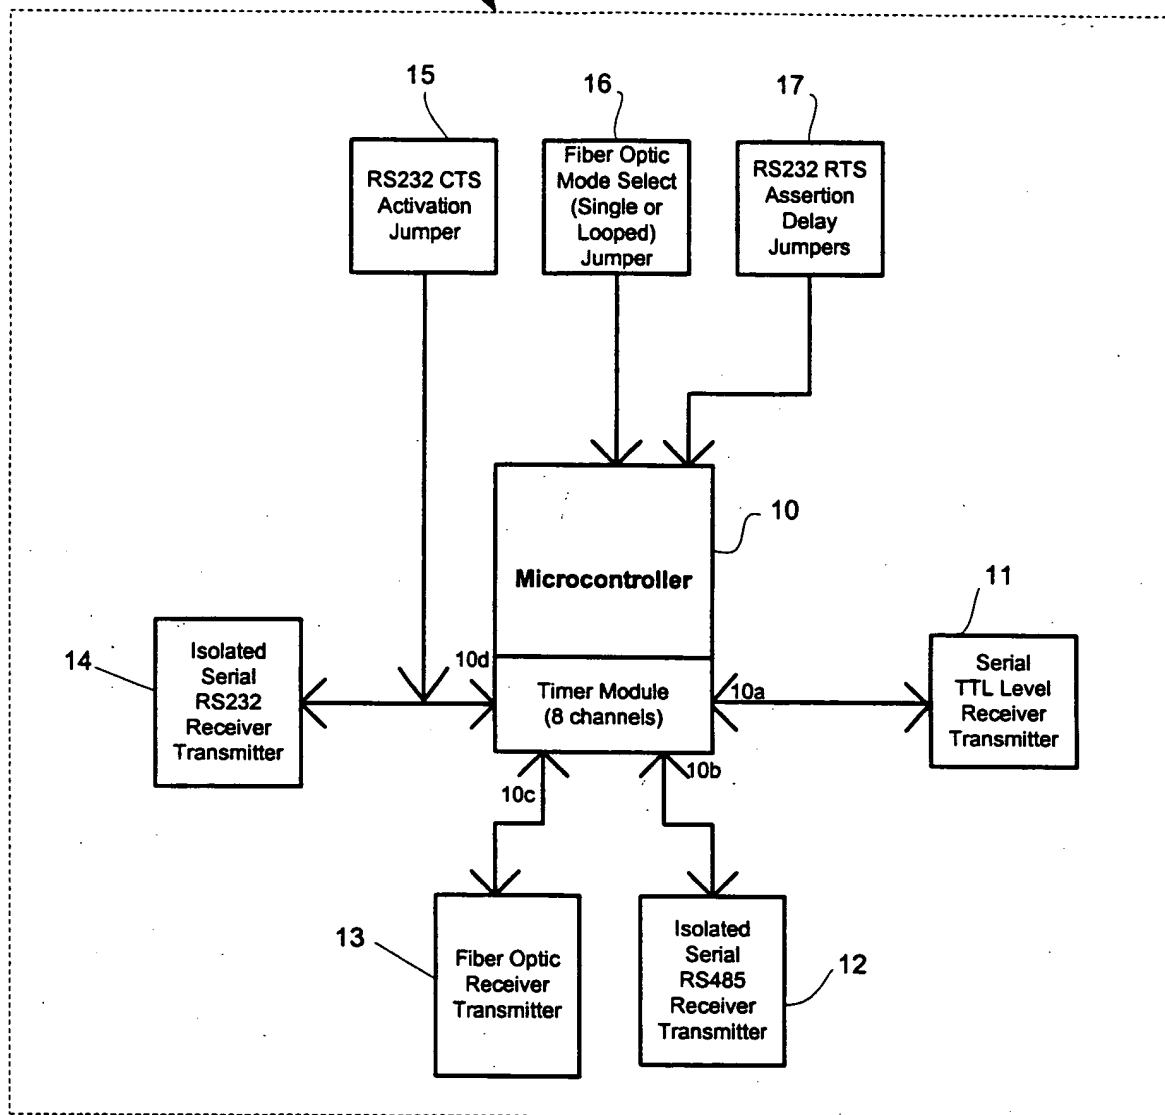 15
16
17
RS232 CTS
Activation
Jumper
Fiber Optic
Mode Select
(Single or
Looped)
Jumper
RS232 RTS
Assertion
Delay
Jumpers
10
Microcontroller
11
14
Isolated
Serial
RS232
Receiver
Transmitter
10d
Timer Module
(8 channels)
10a
Serial
TTL Level
Receiver
Transmitter
10c
10b
13
Fiber Optic
Receiver
Transmitter
Isolated
Serial
RS485
Receiver
Transmitter
12